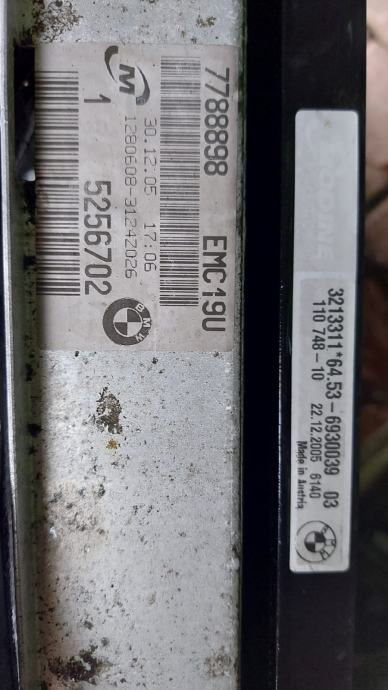 7788898 EMC19U
30.12.05 17:06
1280608-31242026
1 5256702
BMW
3213311*64.53-6930039 03
110 748-10
22.12.2005 6140
Made in Austria